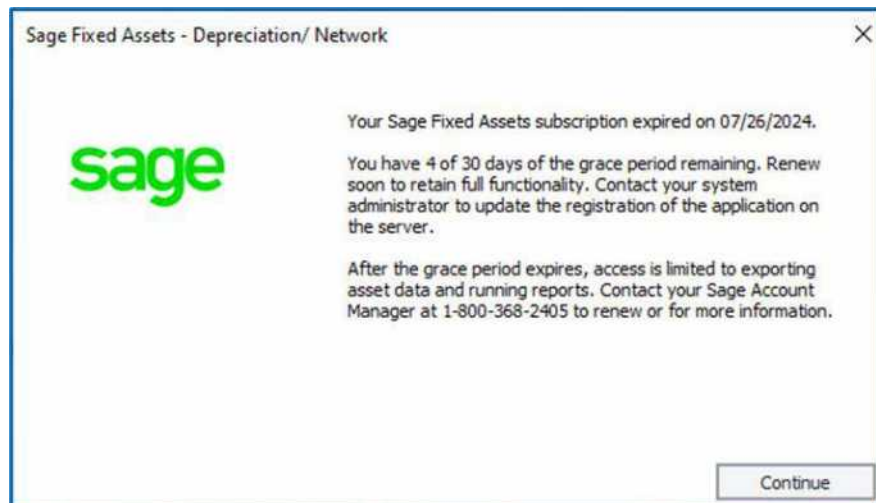 Sage Fixed Assets - Depreciation/ Network
sage
Your Sage Fixed Assets subscription expired on 07/26/2024.
You have 4 of 30 days of the grace period remaining. Renew
soon to retain full functionality. Contact your system
administrator to update the registration of the application on
the server.
After the grace period expires, access is limited to exporting
asset data and running reports. Contact your Sage Account
Manager at 1-800-368-2405 to renew or for more information.
Continue